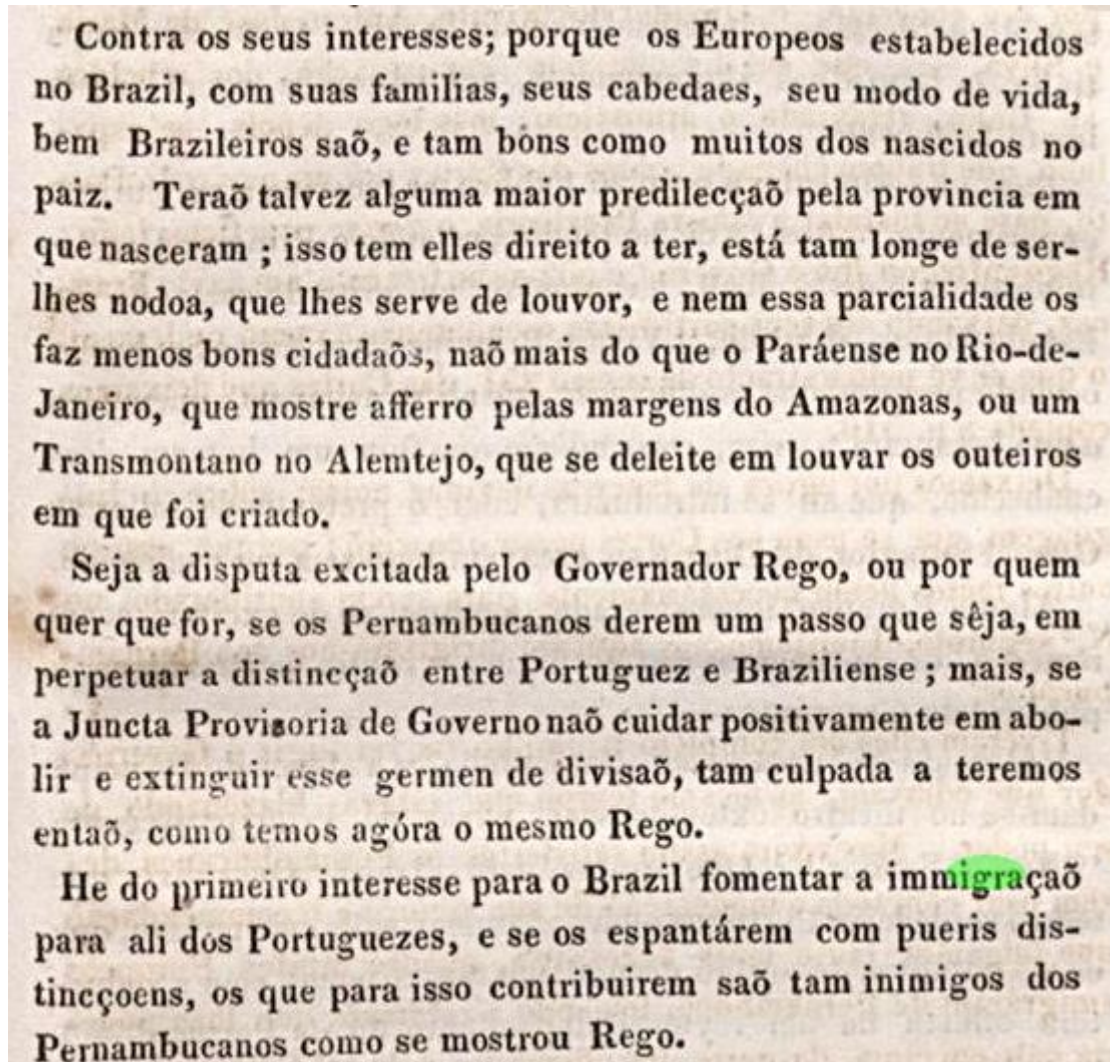 Contra os seus interesses; porque os Europeos estabelecidos
no Brazil, com suas familias, seus cabedaes, seu modo de vida,
bem Brazileiros saõ, e tam bóns como muitos dos nascidos no
paiz. Teraõ talvez alguma maior predilecçaõ pela provincia em
que nasceram ; isso tem elles direito a ter, está tam longe de ser-
lhes nodoa, que lhes serve de louvor, e nem essa parcialidade os
faz menos bons cidadaõs, naõ mais do que o Paráense no Rio-de-
Janeiro, que mostre afferro pelas margens do Amazonas, ou um
Transmontano no Alemtejo, que se deleite em louvar os outeiros
em que foi criado.
Seja a disputa excitada pelo Governador Rego, ou por quem
quer que for, se os Pernambucanos derem um passo que sêja, em
perpetuar a distincçaõ entre Portuguez e Braziliense ; mais, se
a Juncta Provisoria de Governo naõ cuidar positivamente em abo-
lir e extinguir esse germen de divisaõ, tam culpada a teremos
entaõ, como temos agóra o mesmo Rego.
He do primeiro interesse para o Brazil fomentar a immigraçaõ
para ali dos Portuguezes, e se os espantárem com pueris dis-
tincçoens, os que para isso contribuirem saõ tam inimigos dos
Pernambucanos como se mostrou Rego.